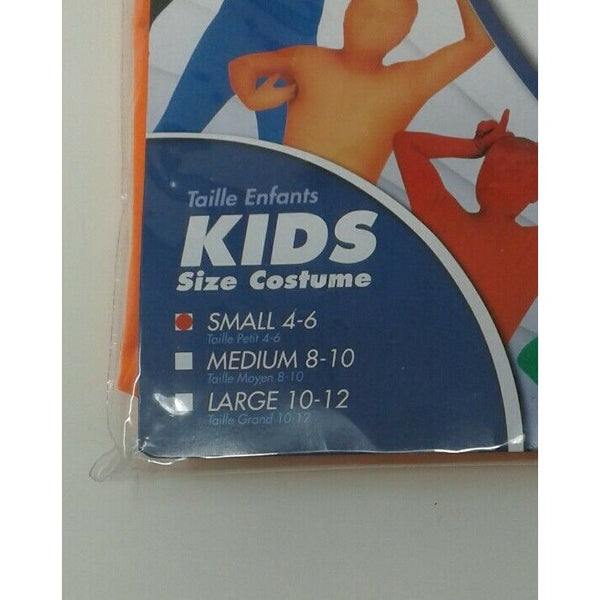 Taille Enfants
KIDS
Size Costume
SMALL 4-6
Taille Petit 4-6
MEDIUM 8-10
Taille Moyen 8-10
LARGE 10-12
Taille Grand 10-12